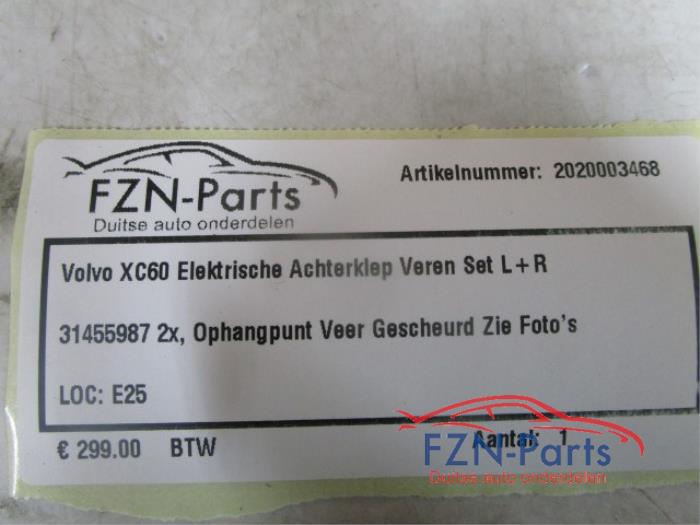 FZN-Parts
Duitse auto onderdelen
Artikelnummer: 2020003468
Volvo XC60 Elektrische Achterklep Veren Set L+R
31455987 2x, Ophangpunt Veer Gescheurd Zie Foto's
LOC: E25
€ 299.00 BTW
Aantal: 1
FZN-Parts
Duitse auto onderdelen